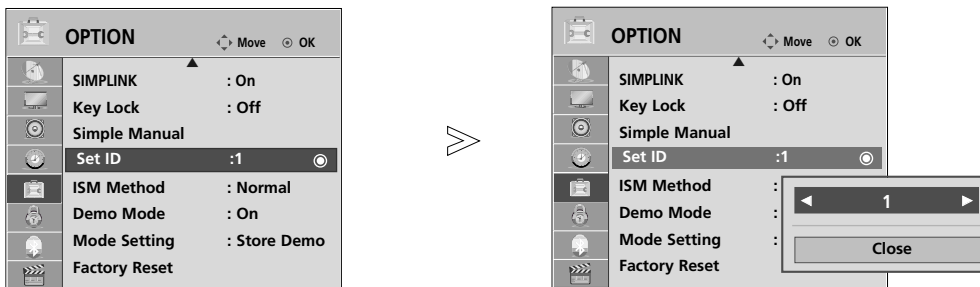 OPTION
Move OK
SIMPLINK : On
Key Lock : Off
Simple Manual
Set ID :1
ISM Method : Normal
Demo Mode : On
Mode Setting : Store Demo
Factory Reset
OPTION
Move OK
SIMPLINK : On
Key Lock : Off
Simple Manual
Set ID :1
ISM Method :
Demo Mode :
Mode Setting :
Factory Reset
1
Close